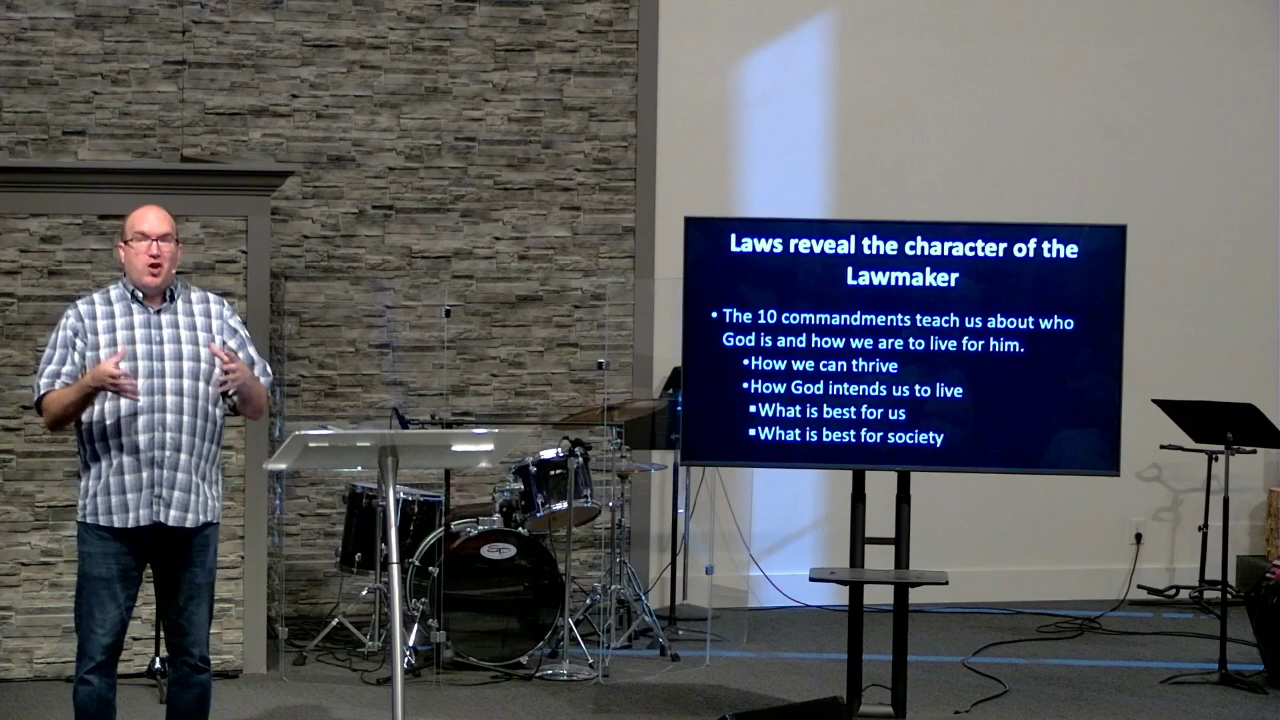 Laws reveal the character of the
Lawmaker
• The 10 commandments teach us about who
God is and how we are to live for him.
•How we can thrive
•How God intends us to live
▪What is best for us
▪What is best for society
SP